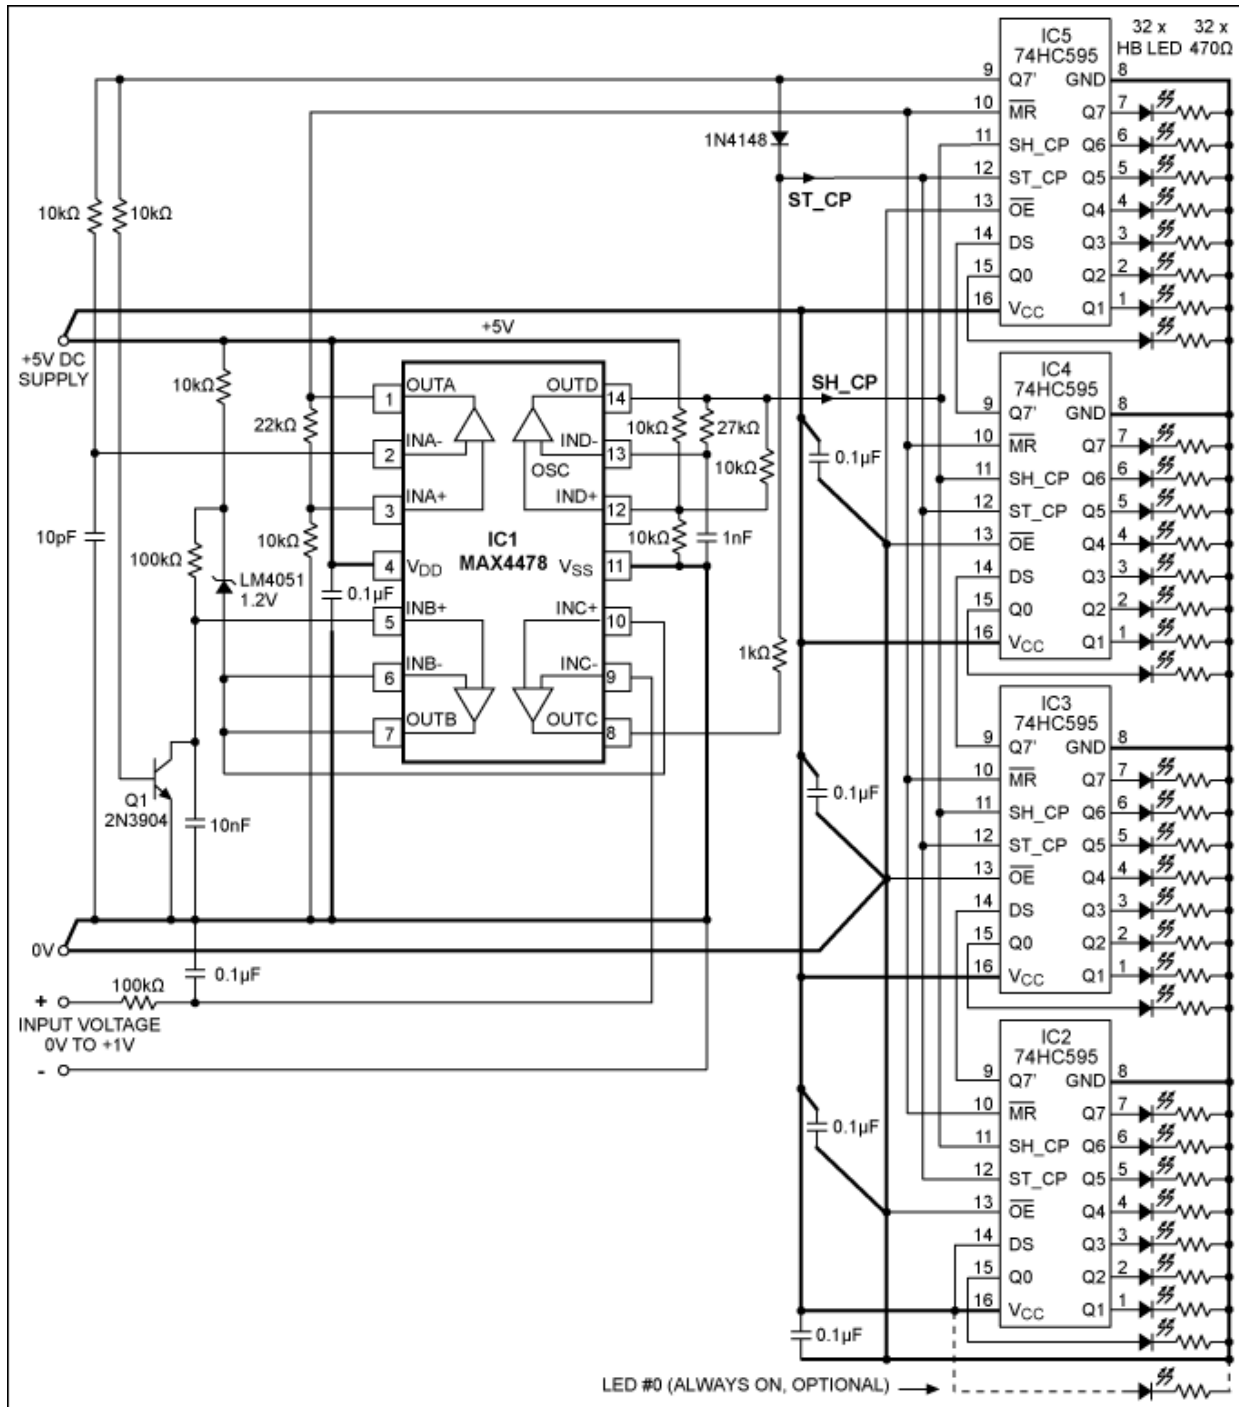 IC5
74HC595
32 x
HB LED
32 x
470Ω
9 Q7' GND 8
10 MR Q7 7
11 SH_CP Q6 6
12 ST_CP Q5 5
13 OE Q4 4
14 DS Q3 3
15 Q0 Q2 2
16 VCC Q1 1
1N4148
ST_CP
10kΩ
10kΩ
+5V
+5V DC
SUPPLY
10kΩ
22kΩ
10kΩ
100kΩ
10pF
LM4051
1.2V
0.1µF
1 OUTA OUTD 14
2 INA- IND- 13
OSC
3 INA+ IND+ 12
IC1
MAX4478
4 VDD VSS 11
5 INB+ INC+ 10
6 INB- INC- 9
7 OUTB OUTC 8
SH_CP
10kΩ
27kΩ
10kΩ
10kΩ
1nF
1kΩ
0.1µF
IC4
74HC595
9 Q7' GND 8
10 MR Q7 7
11 SH_CP Q6 6
12 ST_CP Q5 5
13 OE Q4 4
14 DS Q3 3
15 Q0 Q2 2
16 VCC Q1 1
Q1
2N3904
10nF
0V
0.1µF
100kΩ
+
INPUT VOLTAGE
0V TO +1V
-
0.1µF
IC3
74HC595
9 Q7' GND 8
10 MR Q7 7
11 SH_CP Q6 6
12 ST_CP Q5 5
13 OE Q4 4
14 DS Q3 3
15 Q0 Q2 2
16 VCC Q1 1
0.1µF
IC2
74HC595
9 Q7' GND 8
10 MR Q7 7
11 SH_CP Q6 6
12 ST_CP Q5 5
13 OE Q4 4
14 DS Q3 3
15 Q0 Q2 2
16 VCC Q1 1
0.1µF
LED #0 (ALWAYS ON, OPTIONAL)